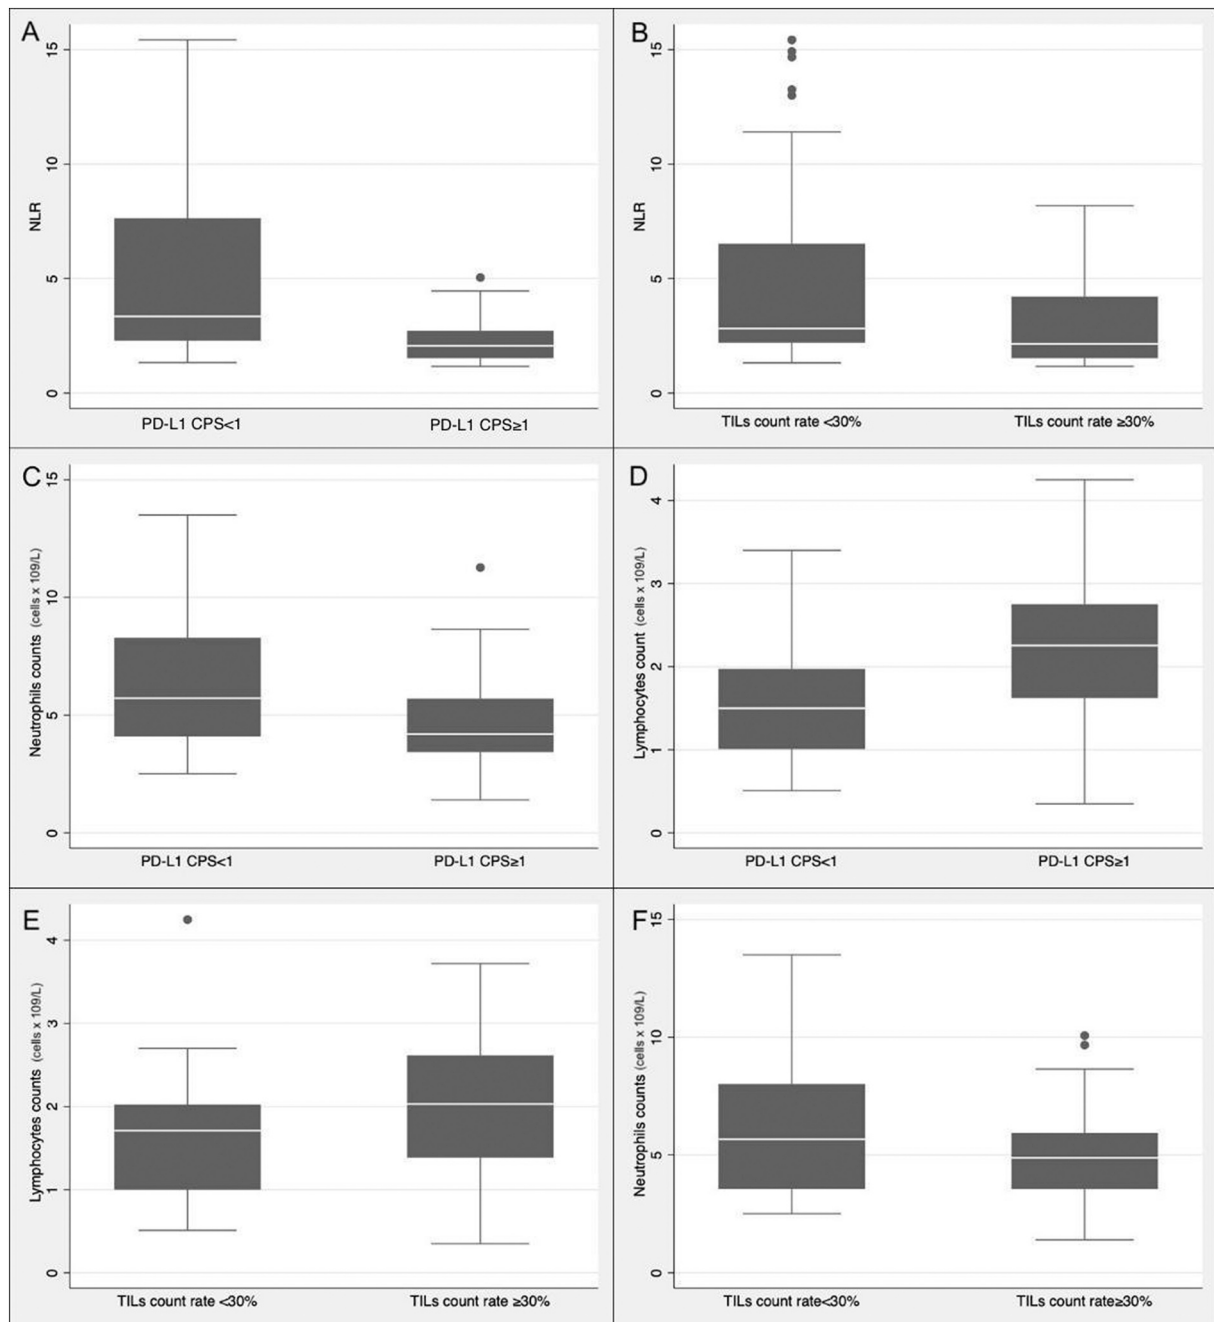 A
NLR
15
10
5
0
PD-L1 CPS<1
PD-L1 CPS≥1
B
NLR
15
10
5
0
TILs count rate <30%
TILs count rate ≥30%
C
Neutrophils counts (cells x 109/L)
15
10
5
0
PD-L1 CPS<1
PD-L1 CPS≥1
D
Lymphocytes count (cells x 109/L)
4
3
2
1
0
PD-L1 CPS<1
PD-L1 CPS≥1
E
Lymphocytes counts (cells x 109/L)
4
3
2
1
0
TILs count rate <30%
TILs count rate ≥30%
F
Neutrophils counts (cells x 109/L)
15
10
5
0
TILs count rate<30%
TILs count rate≥30%